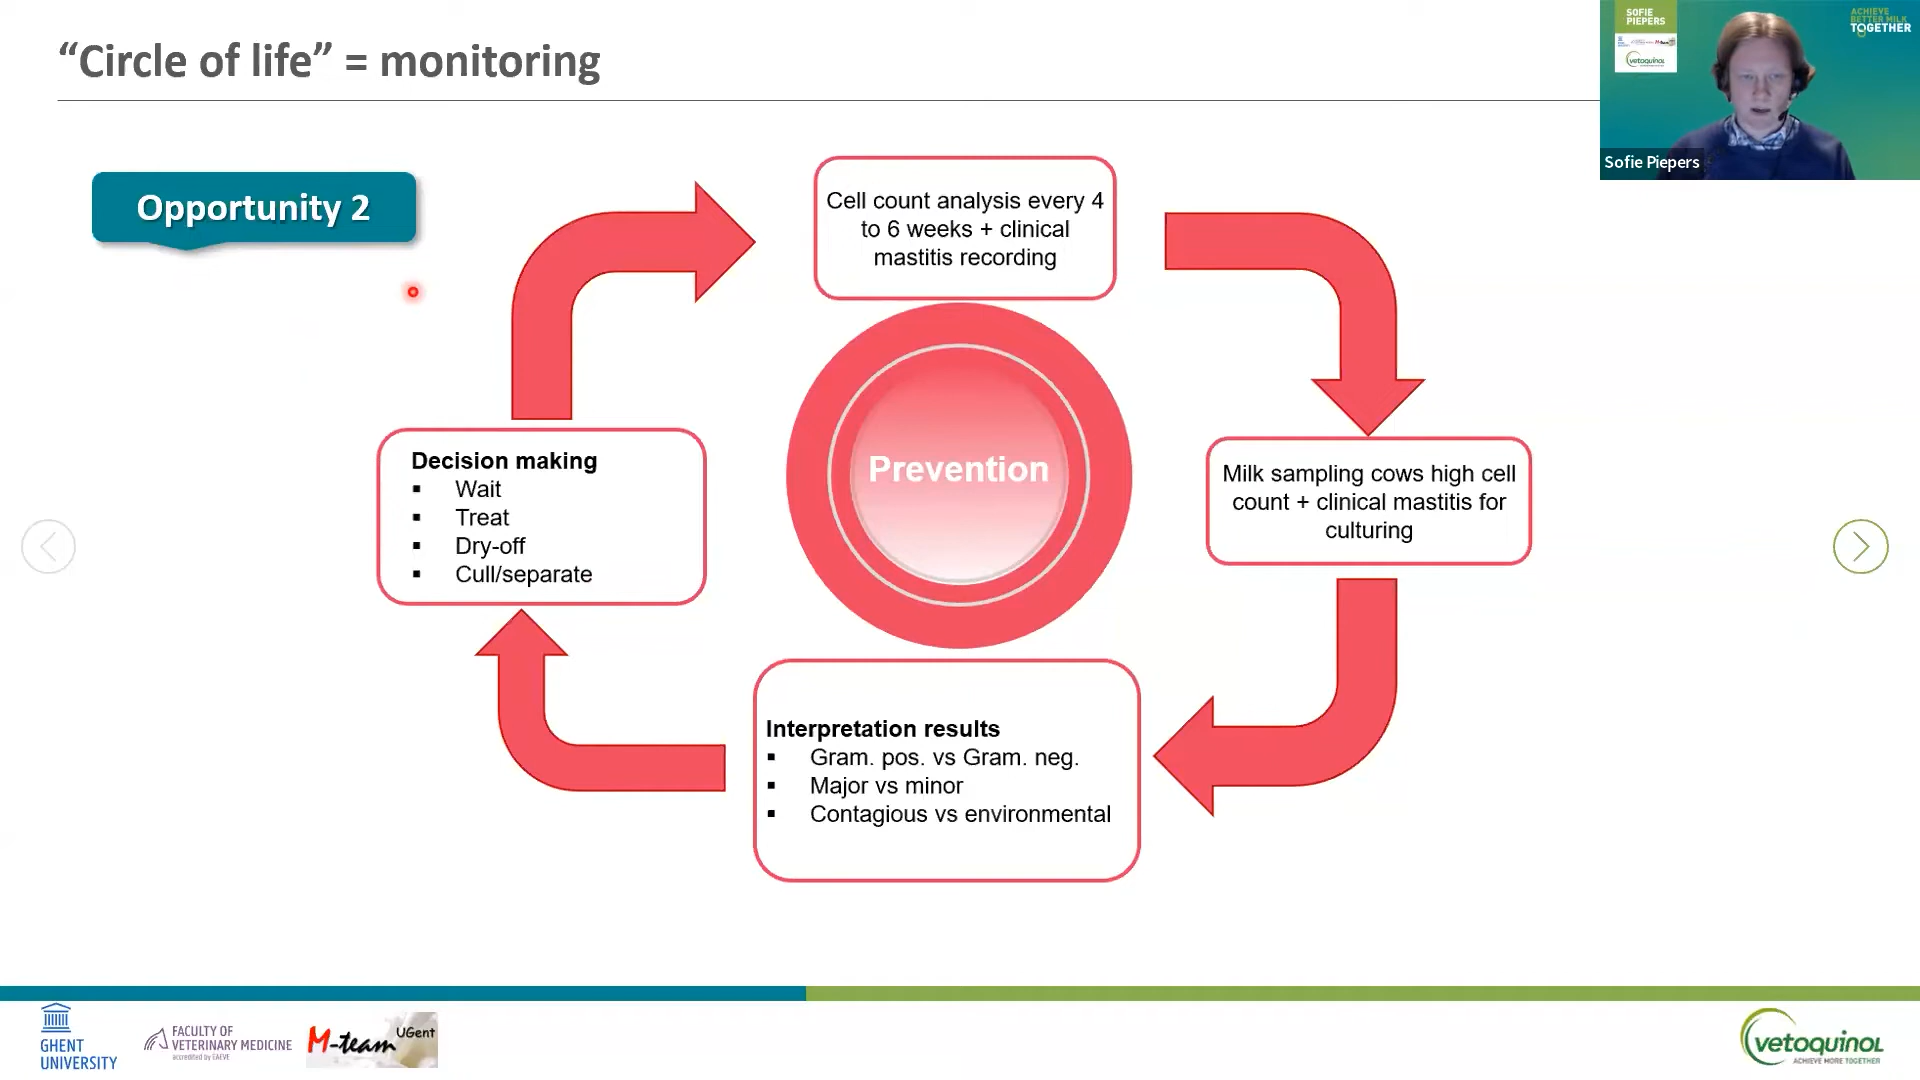 “Circle of life” = monitoring
SOFIE
PIEPERS
vetoquinol
ACHIEVE
BETTER MILK
TOGETHER
Sofie Piepers
Opportunity 2
Cell count analysis every 4
to 6 weeks + clinical
mastitis recording
Prevention
Decision making
▪ Wait
▪ Treat
▪ Dry-off
▪ Cull/separate
Milk sampling cows high cell
count + clinical mastitis for
culturing
Interpretation results
▪ Gram. pos. vs Gram. neg.
▪ Major vs minor
▪ Contagious vs environmental
GHENT
UNIVERSITY
FACULTY OF
VETERINARY MEDICINE
accredited by EAEVE
M-team
UGent
vetoquinol
ACHIEVE MORE TOGETHER